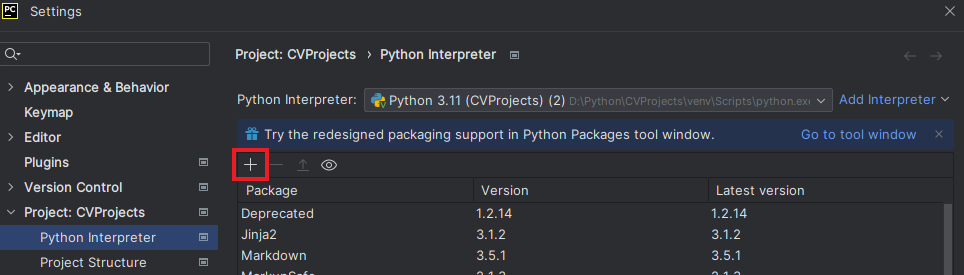 PC Settings
Project: CVProjects › Python Interpreter
Appearance & Behavior
Keymap
Editor
Plugins
Version Control
Project: CVProjects
Python Interpreter
Project Structure
Python Interpreter: Python 3.11 (CVProjects) (2) D:\Python\CVProjects\venv\Scripts\python.exe Add Interpreter
Try the redesigned packaging support in Python Packages tool window. Go to tool window
Package Version Latest version
Deprecated 1.2.14 1.2.14
Jinja2 3.1.2 3.1.2
Markdown 3.5.1 3.5.1